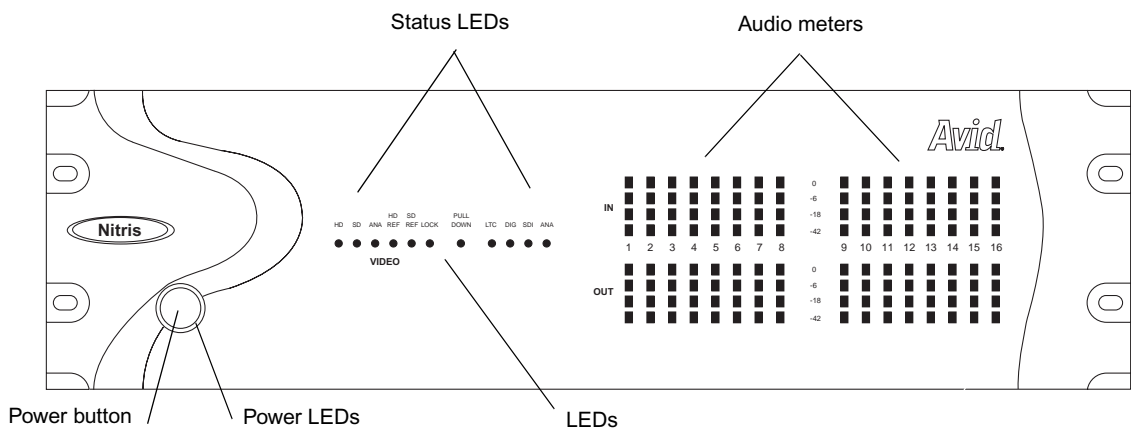 Status LEDs
Audio meters
Avid
Nitris
HD SD ANA HD REF SD REF LOCK PULL DOWN LTC DIG SDI ANA
VIDEO
IN
0
-6
-18
-42
1 2 3 4 5 6 7 8 9 10 11 12 13 14 15 16
OUT
0
-6
-18
-42
Power button
Power LEDs
LEDs